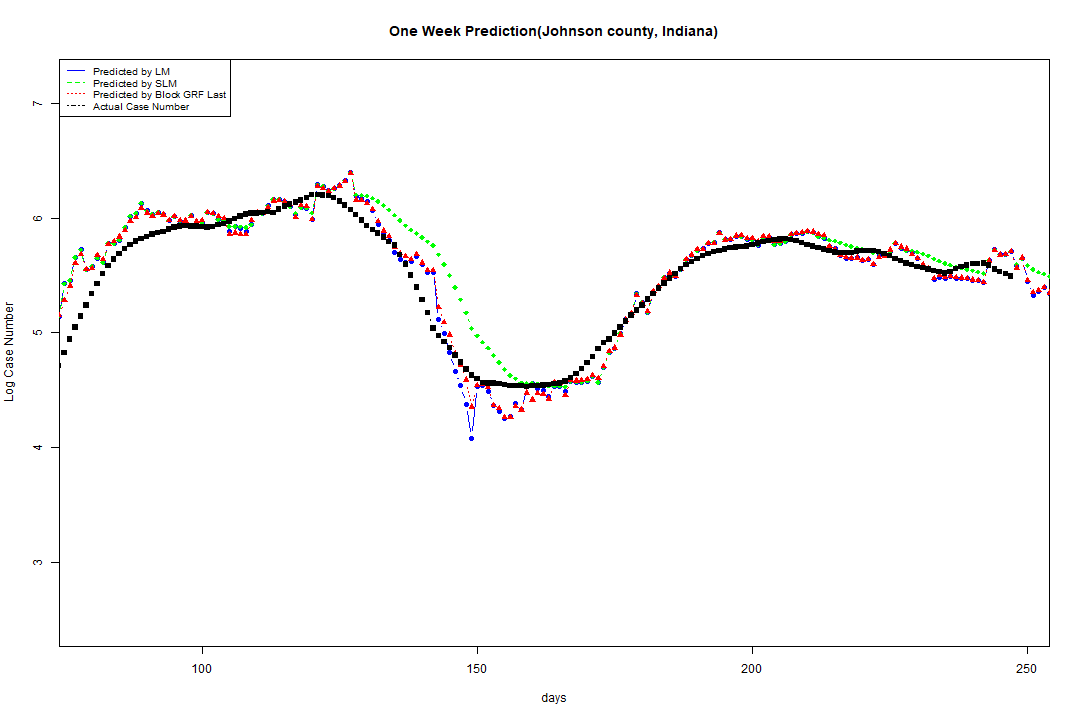 One Week Prediction(Johnson county, Indiana)
Predicted by LM
Predicted by SLM
Predicted by Block GRF Last
Actual Case Number
7
6
5
4
3
Log Case Number
100 150 200 250
days